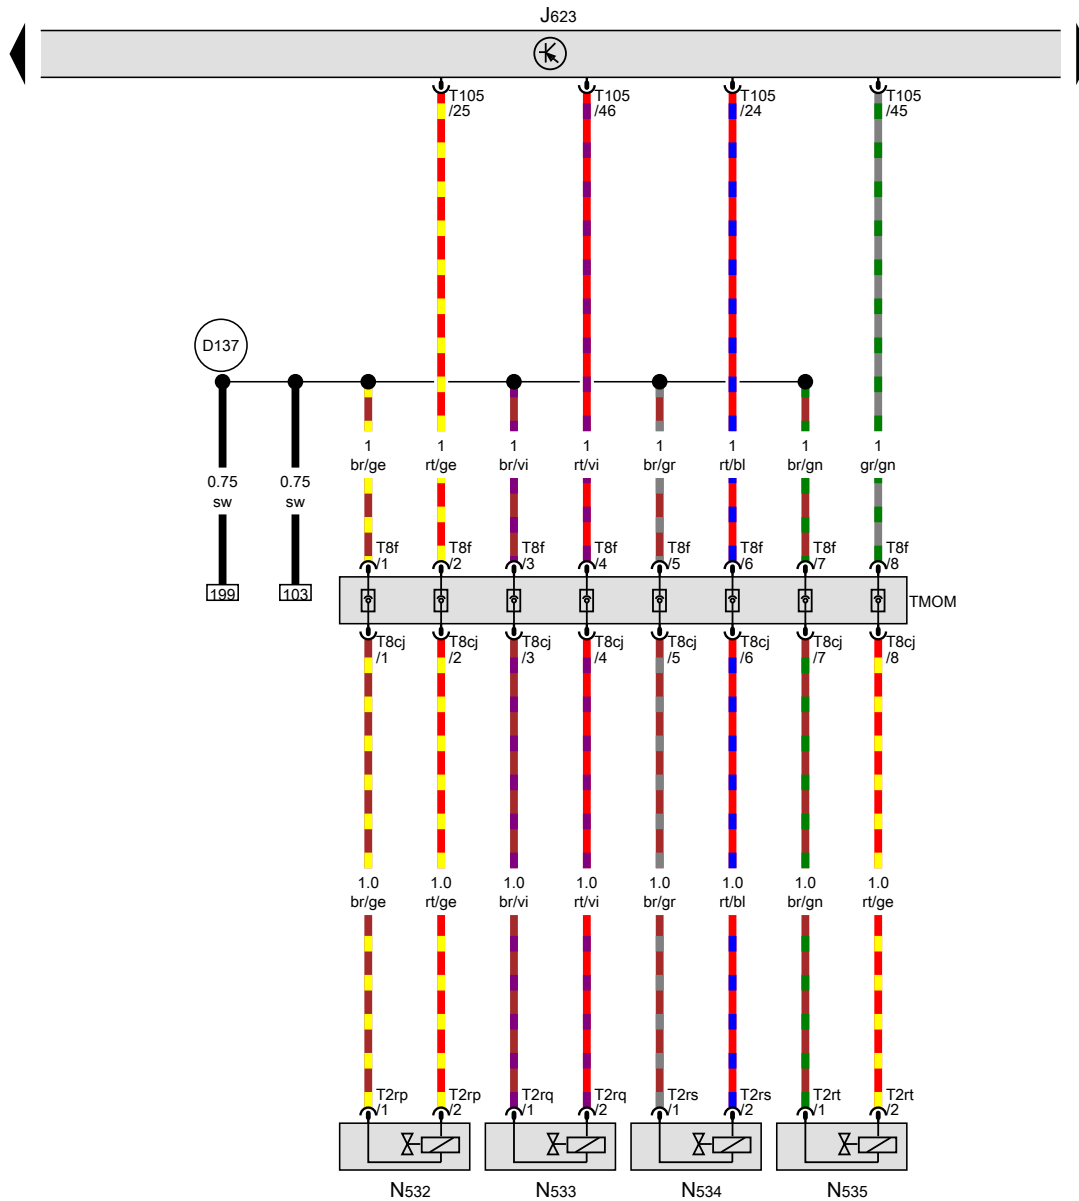 J623
T105 T105 T105 T105
/25 /46 /24 /45
D137
1 1 1 1 1 1 1 1
br/ge rt/ge br/vi rt/vi br/gr rt/bl br/gn gr/gn
0.75 0.75
sw sw
T8f T8f T8f T8f T8f T8f T8f T8f
/1 /2 /3 /4 /5 /6 /7 /8
199 103
TMOM
T8cj T8cj T8cj T8cj T8cj T8cj T8cj T8cj
/1 /2 /3 /4 /5 /6 /7 /8
1.0 1.0 1.0 1.0 1.0 1.0 1.0 1.0
br/ge rt/ge br/vi rt/vi br/gr rt/bl br/gn rt/ge
T2rp T2rp T2rq T2rq T2rs T2rs T2rt T2rt
/1 /2 /1 /2 /1 /2 /1 /2
N532 N533 N534 N535